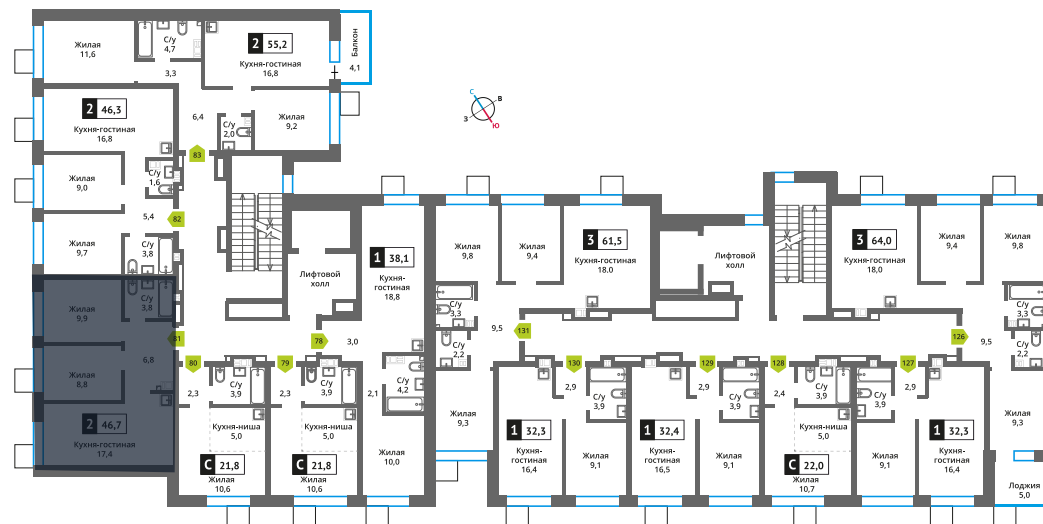 Жилая
11,6
С/у
4,7
3,3
2 55,2
Кухня-гостиная
16,8
Балкон
4,1
2 46,3
Кухня-гостиная
16,8
6,4
С/у
2,0
Жилая
9,2
83
С
В
З
Ю
Жилая
9,0
С/у
1,6
5,4
82
Жилая
9,7
С/у
3,8
Жилая
9,9
С/у
3,8
81
6,8
Жилая
8,8
2 46,7
Кухня-гостиная
17,4
Лифтовой
холл
78
3,0
1 38,1
Кухня-
гостиная
18,8
80
2,3
С/у
3,9
Кухня-ниша
5,0
С 21,8
Жилая
10,6
79
2,3
С/у
3,9
Кухня-ниша
5,0
С 21,8
Жилая
10,6
2,1
С/у
4,2
Жилая
10,0
Жилая
9,8
Жилая
9,4
3 61,5
Кухня-гостиная
18.0
С/у
3,3
9,5
131
С/у
2,2
Жилая
9,3
Лифтовой
холл
3 64,0
Кухня-гостиная
18,0
Жилая
9,4
Жилая
9,8
С/у
3,3
126
9,5
С/у
2,2
Жилая
9,3
Лоджия
5,0
130
2,9
С/у
3,9
1 32,3
Кухня-
гостиная
16,4
Жилая
9,1
129
2,9
С/у
3,9
1 32,4
Кухня-
гостиная
16,5
Жилая
9,1
128
2,4
С/у
3,9
Кухня-ниша
5,0
С 22,0
Жилая
10,7
127
2,9
С/у
3,9
Жилая
9,1
1 32,3
Кухня-
гостиная
16,4